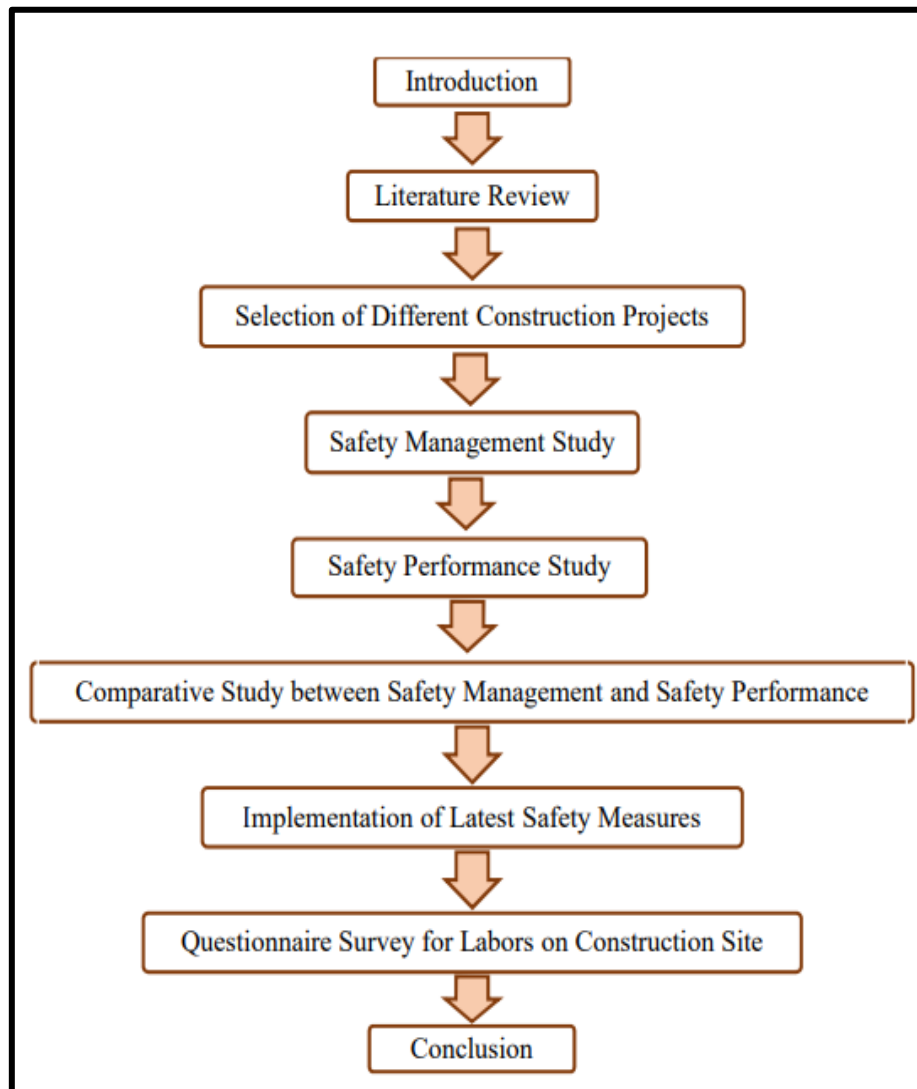 Introduction
Literature Review
Selection of Different Construction Projects
Safety Management Study
Safety Performance Study
Comparative Study between Safety Management and Safety Performance
Implementation of Latest Safety Measures
Questionnaire Survey for Labors on Construction Site
Conclusion